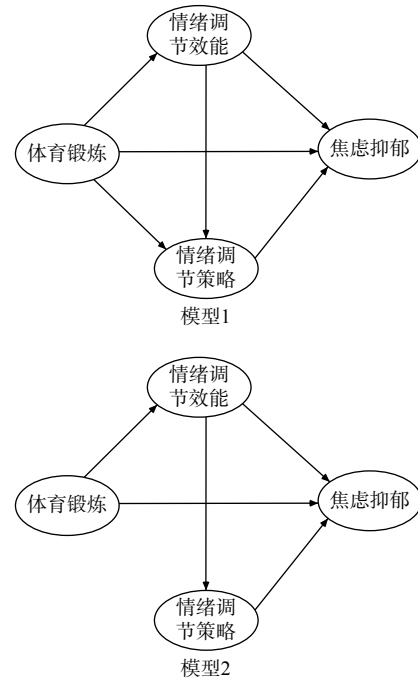 情绪调
节效能
体育锻炼
焦虑抑郁
情绪调
节策略
模型1
情绪调
节效能
体育锻炼
焦虑抑郁
情绪调
节策略
模型2